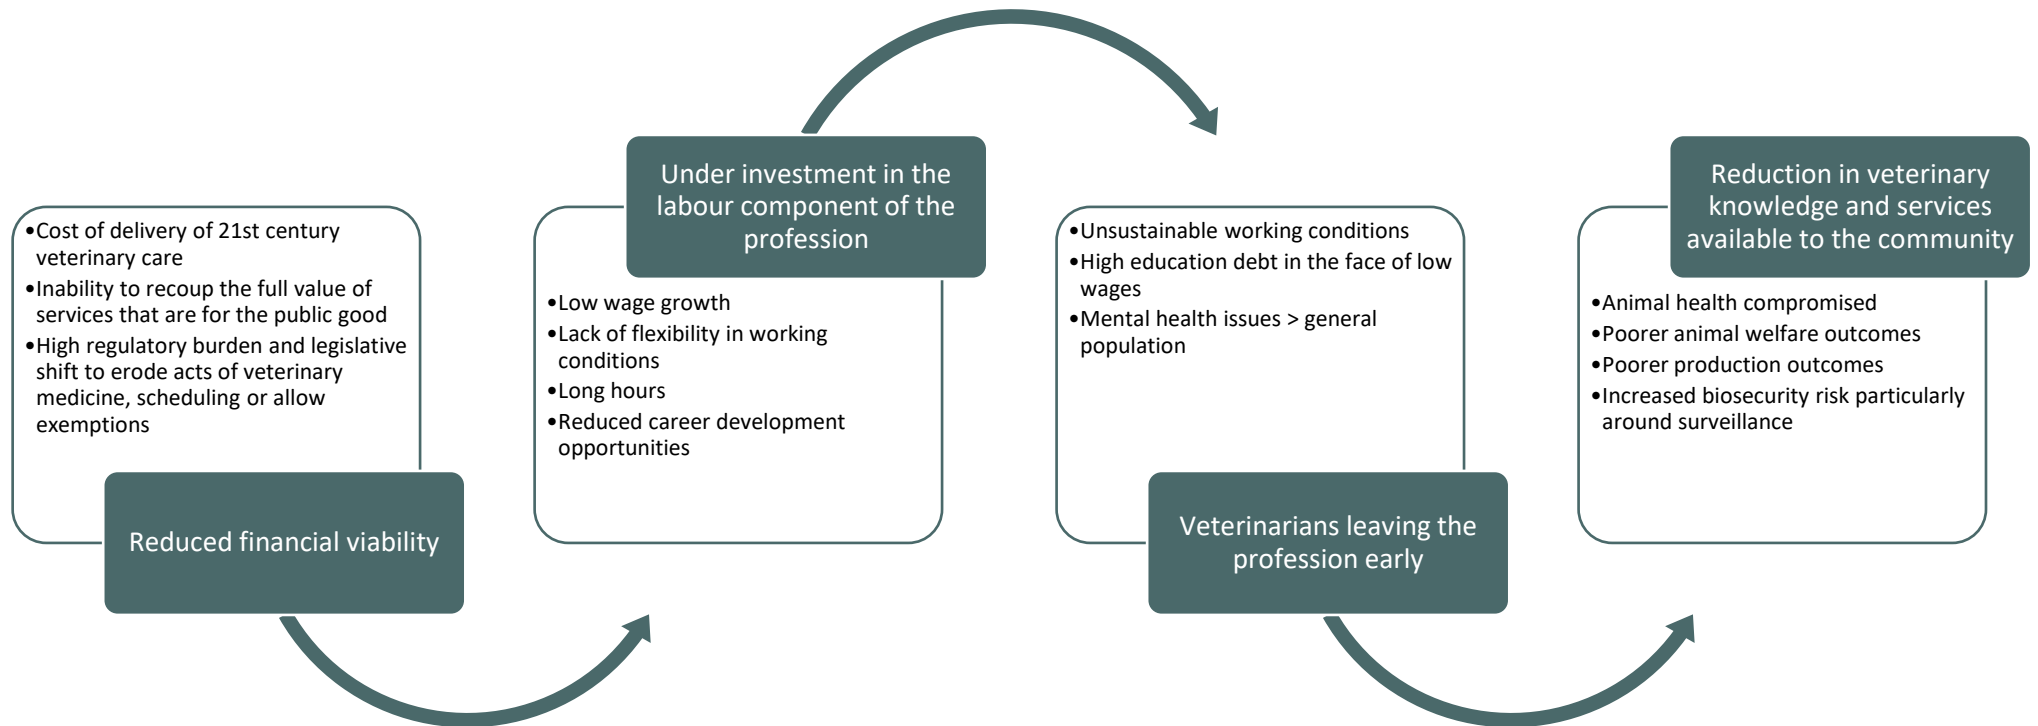 •Cost of delivery of 21st century
veterinary care
•Inability to recoup the full value of
services that are for the public good
•High regulatory burden and legislative
shift to erode acts of veterinary
medicine, scheduling or allow
exemptions
Reduced financial viability
Under investment in the
labour component of the
profession
•Low wage growth
•Lack of flexibility in working
conditions
•Long hours
•Reduced career development
opportunities
•Unsustainable working conditions
•High education debt in the face of low
wages
•Mental health issues > general
population
Veterinarians leaving the
profession early
Reduction in veterinary
knowledge and services
available to the community
•Animal health compromised
•Poorer animal welfare outcomes
•Poorer production outcomes
•Increased biosecurity risk particularly
around surveillance